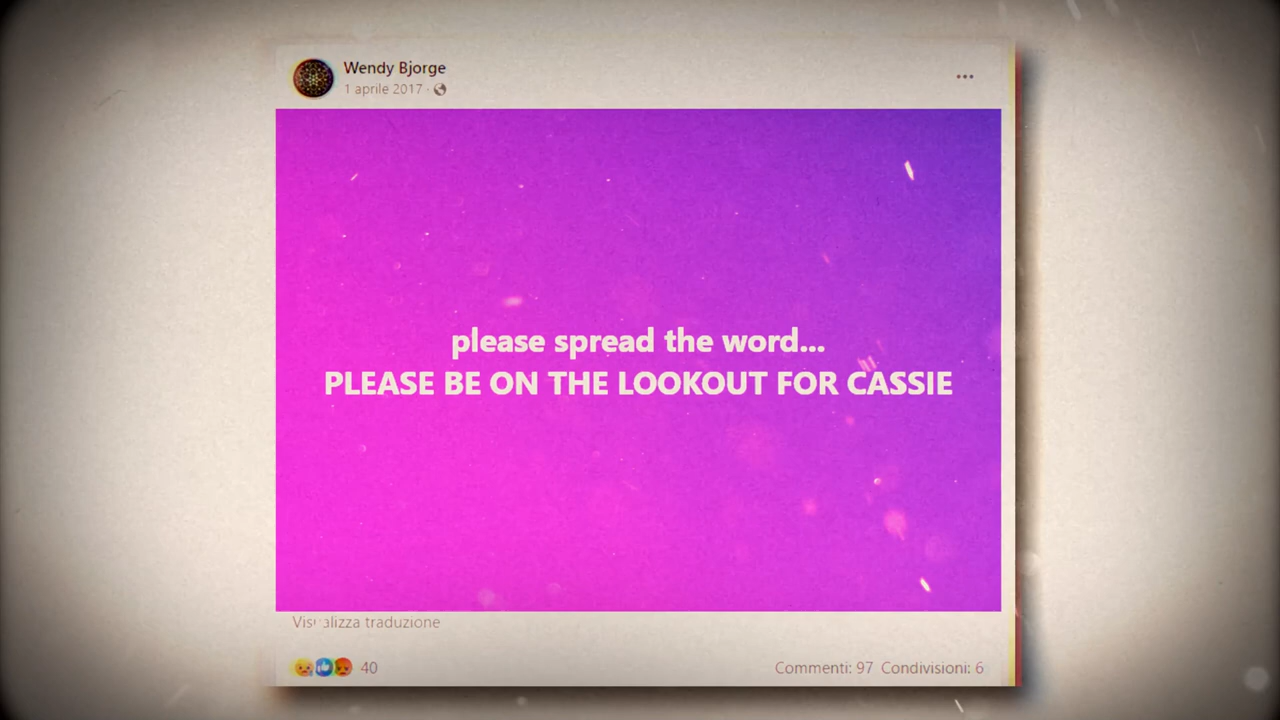 Wendy Bjorge
1 aprile 2017 ·
please spread the word...
PLEASE BE ON THE LOOKOUT FOR CASSIE
Visualizza traduzione
40
Commenti: 97 Condivisioni: 6